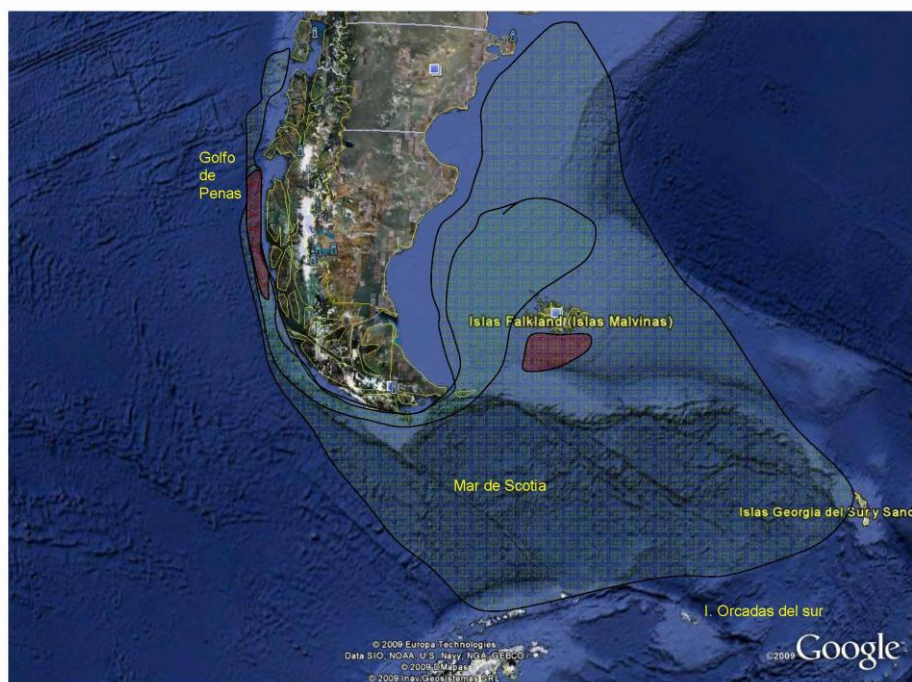 Golfo
de
Penas
Islas Falkland (Islas Malvinas)
Mar de Scotia
Islas Georgia del Sur y Sand
I. Orcadas del sur
© 2009 Europa Technologies
Data SIO, NOAA, U.S. Navy, NGA, GEBCO
© 2009 DMapas
© 2009 Inav/Geosistemas SRL
©2009 Google